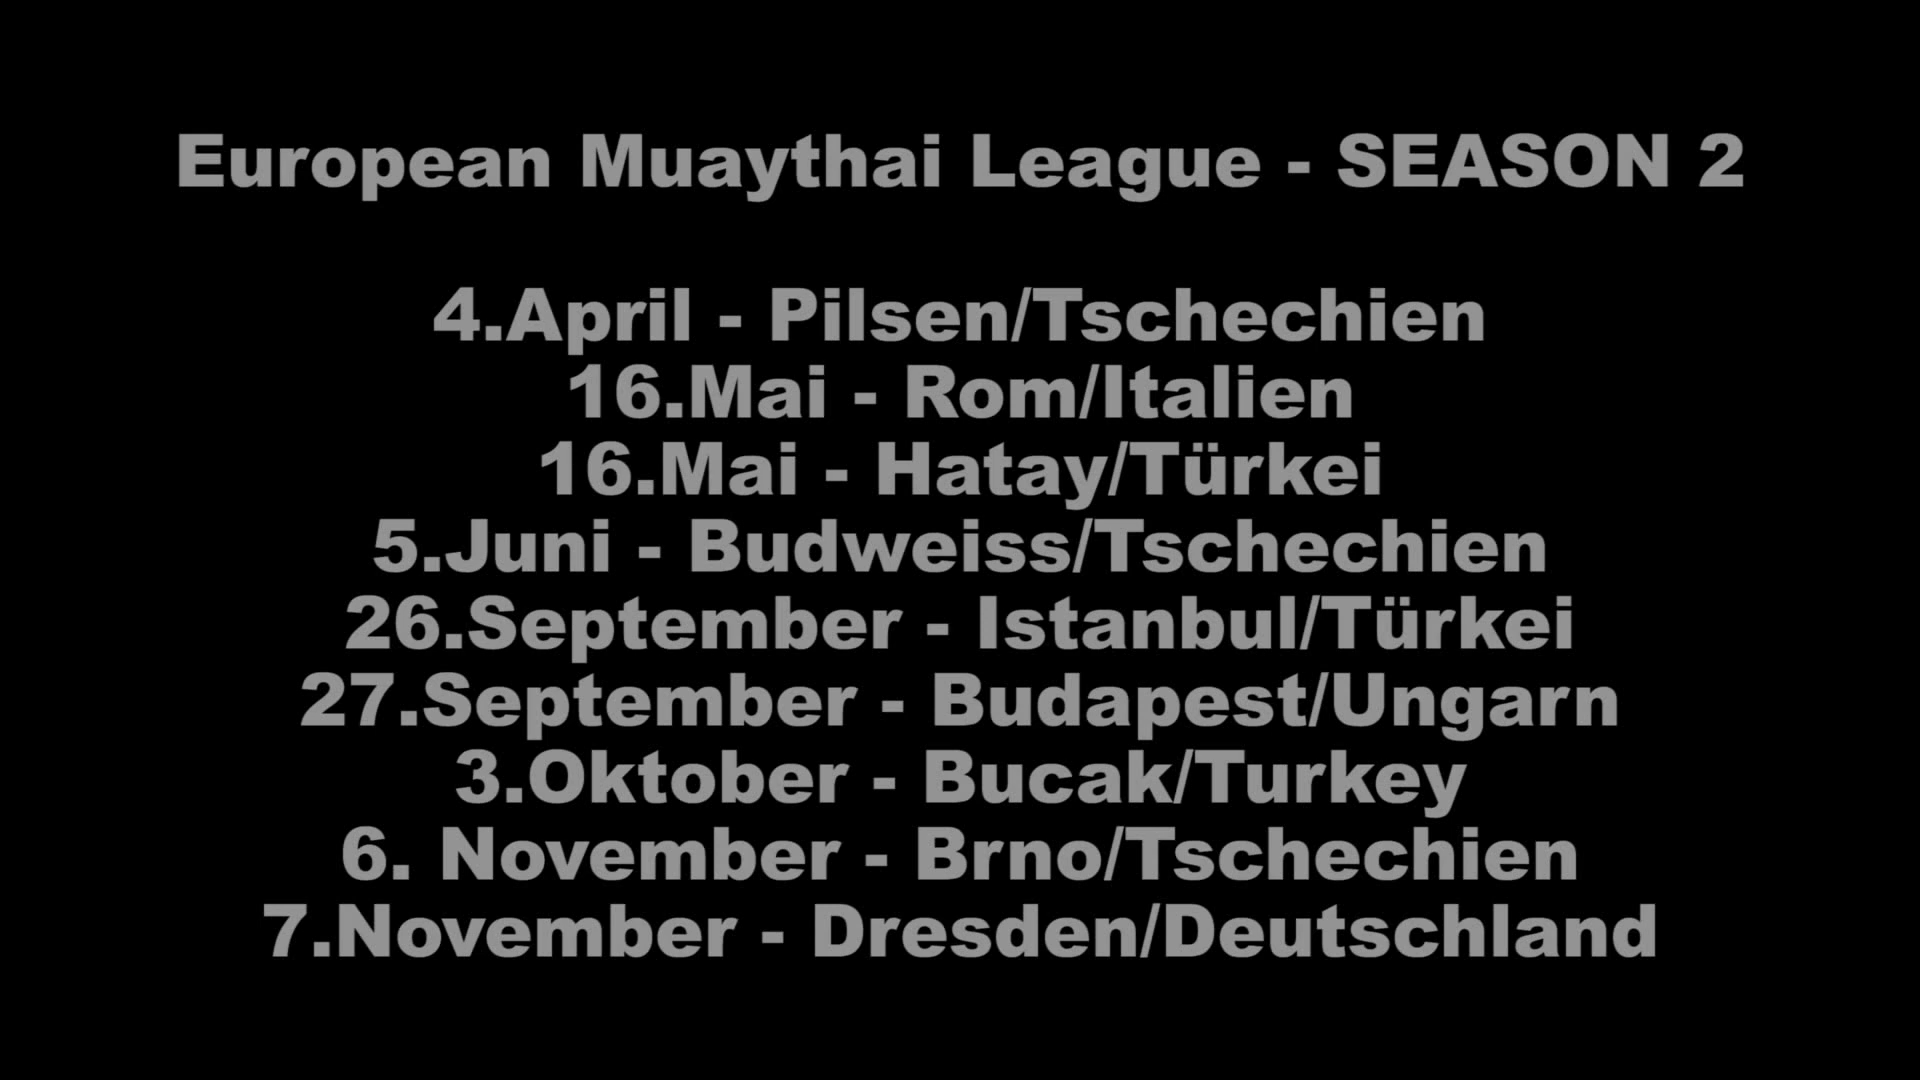 European Muaythai League - SEASON 2
4.April - Pilsen/Tschechien
16.Mai - Rom/Italien
16.Mai - Hatay/Türkei
5.Juni - Budweiss/Tschechien
26.September - Istanbul/Türkei
27.September - Budapest/Ungarn
3.Oktober - Bucak/Turkey
6. November - Brno/Tschechien
7.November - Dresden/Deutschland